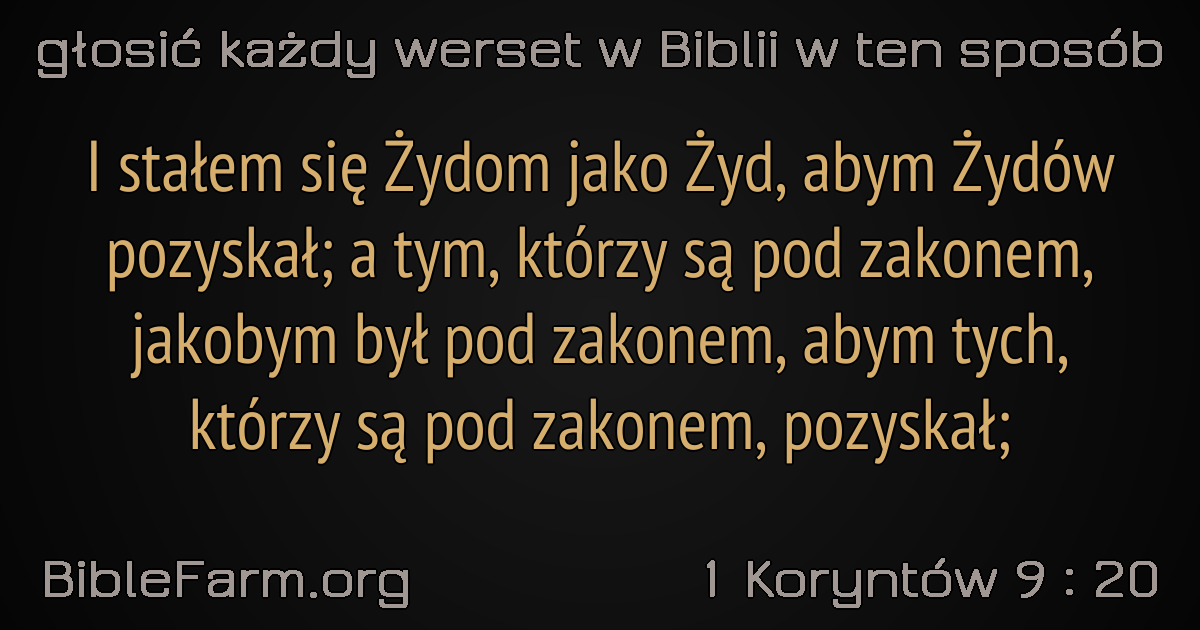 głosić każdy werset w Biblii w ten sposób
I stałem się Żydom jako Żyd, abym Żydów
pozyskał; a tym, którzy są pod zakonem,
jakobym był pod zakonem, abym tych,
którzy są pod zakonem, pozyskał;
BibleFarm.org
1 Koryntów 9 : 20